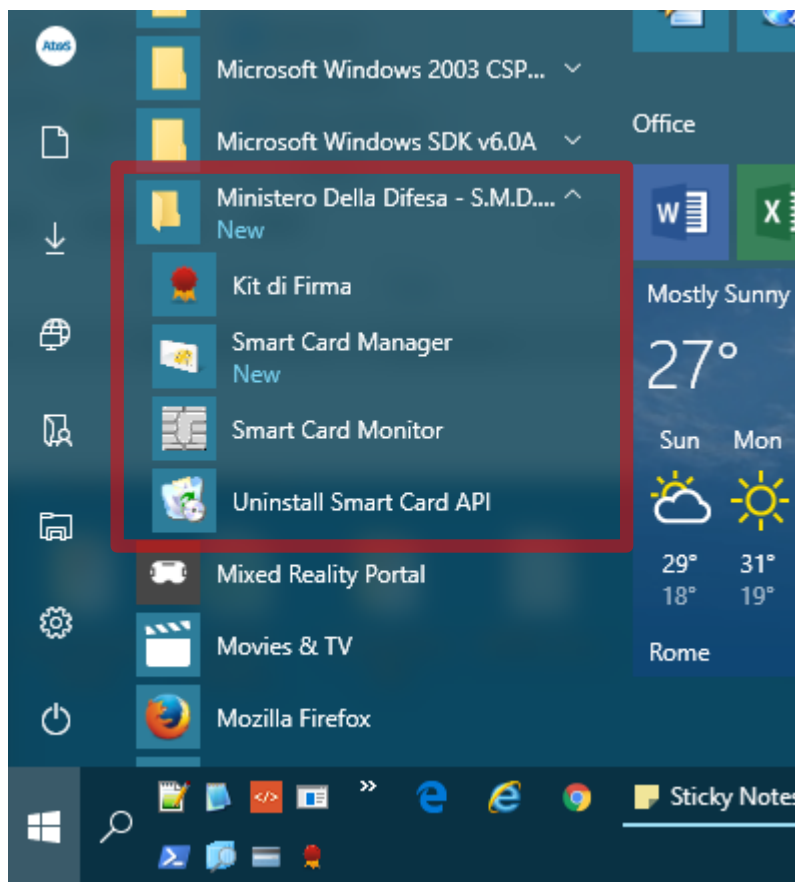 Atos
Microsoft Windows 2003 CSP...
Microsoft Windows SDK v6.0A
Ministero Della Difesa - S.M.D....
New
Kit di Firma
Smart Card Manager
New
Smart Card Monitor
Uninstall Smart Card API
Mixed Reality Portal
Movies & TV
Mozilla Firefox
Office
Mostly Sunny
27°
Sun Mon
29° 31°
18° 19°
Rome
Sticky Notes